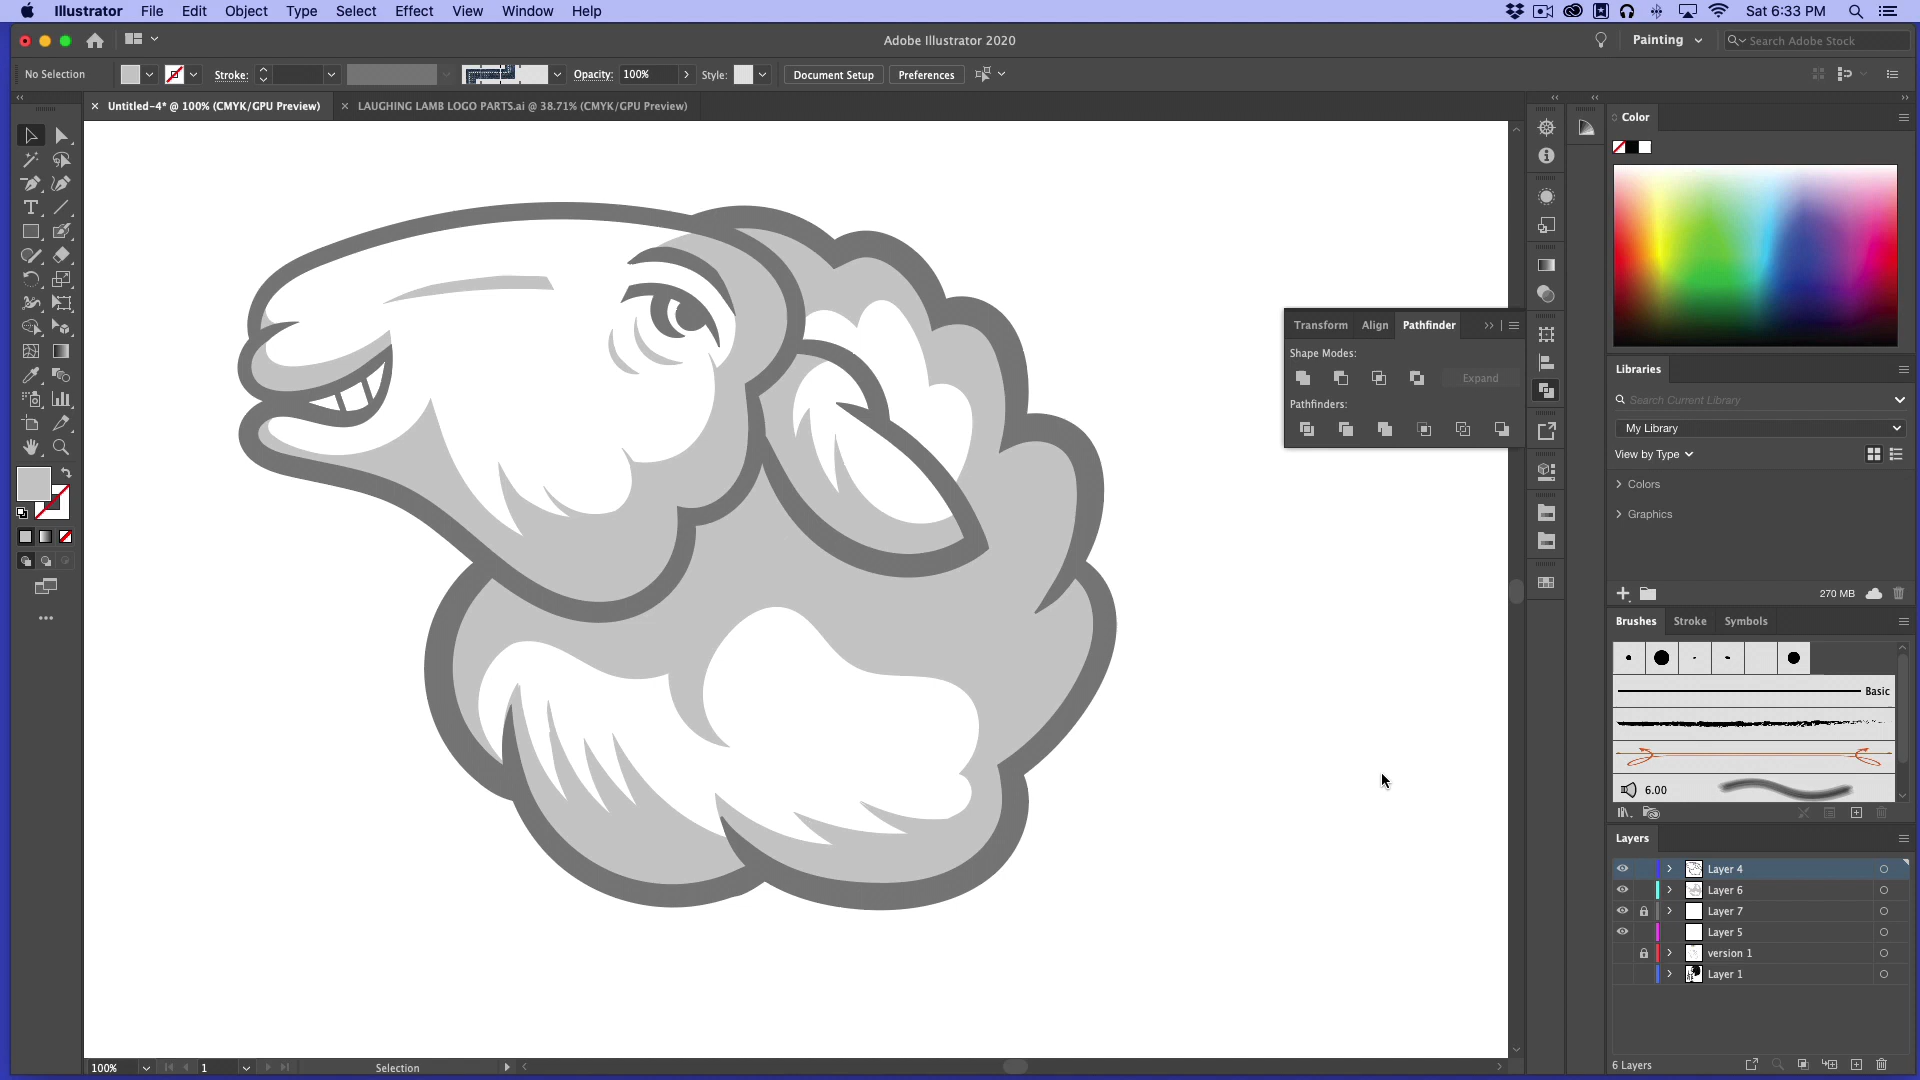 Illustrator File Edit Object Type Select Effect View Window Help Sat 6:33 PM
Adobe Illustrator 2020 Painting Search Adobe Stock
No Selection Stroke: Opacity: 100% Style: Document Setup Preferences
Untitled-4* @ 100% (CMYK/GPU Preview) LAUGHING LAMB LOGO PARTS.ai @ 38.71% (CMYK/GPU Preview)
Color
Transform Align Pathfinder
Shape Modes:
Expand
Pathfinders:
Libraries
Search Current Library
My Library
View by Type
Colors
Graphics
270 MB
Brushes Stroke Symbols
Basic
6.00
Layers
Layer 4
Layer 6
Layer 7
Layer 5
version 1
Layer 1
6 Layers
100% 1 Selection